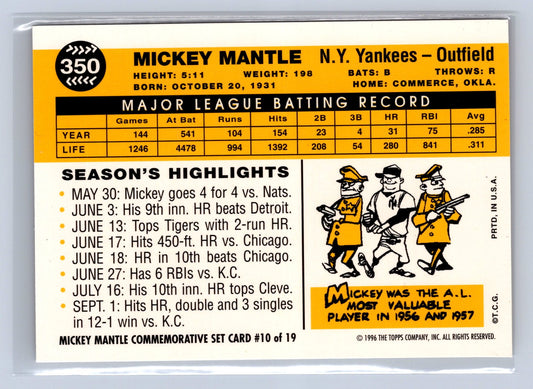 350
MICKEY MANTLE N.Y. Yankees – Outfield
HEIGHT: 5:11 WEIGHT: 198 BATS: B THROWS: R
BORN: OCTOBER 20, 1931 HOME: COMMERCE, OKLA.
MAJOR LEAGUE BATTING RECORD
Games At Bat Runs Hits 2B 3B HR RBI Avg
YEAR 144 541 104 154 23 4 31 75 .285
LIFE 1246 4478 994 1392 208 54 280 841 .311
SEASON'S HIGHLIGHTS
• MAY 30: Mickey goes 4 for 4 vs. Nats.
• JUNE 3: His 9th inn. HR beats Detroit.
• JUNE 13: Tops Tigers with 2-run HR.
• JUNE 17: Hits 450-ft. HR vs. Chicago.
• JUNE 18: HR in 10th beats Chicago.
• JUNE 27: Has 6 RBIs vs. K.C.
• JULY 16: His 10th inn. HR tops Cleve.
• SEPT. 1: Hits HR, double and 3 singles
in 12-1 win vs. K.C.
MICKEY WAS THE A.L.
MOST VALUABLE
PLAYER IN 1956 AND 1957
MICKEY MANTLE COMMEMORATIVE SET CARD #10 of 19
© 1996 THE TOPPS COMPANY, INC. ALL RIGHTS RESERVED.
©T.C.G. PRTD. IN U.S.A.